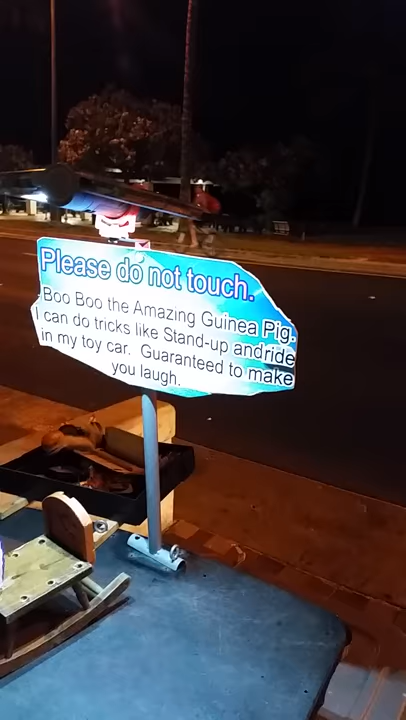 Please do not touch.
Boo Boo the Amazing Guinea Pig.
I can do tricks like Stand-up andride
in my toy car. Guaranteed to make
you laugh.